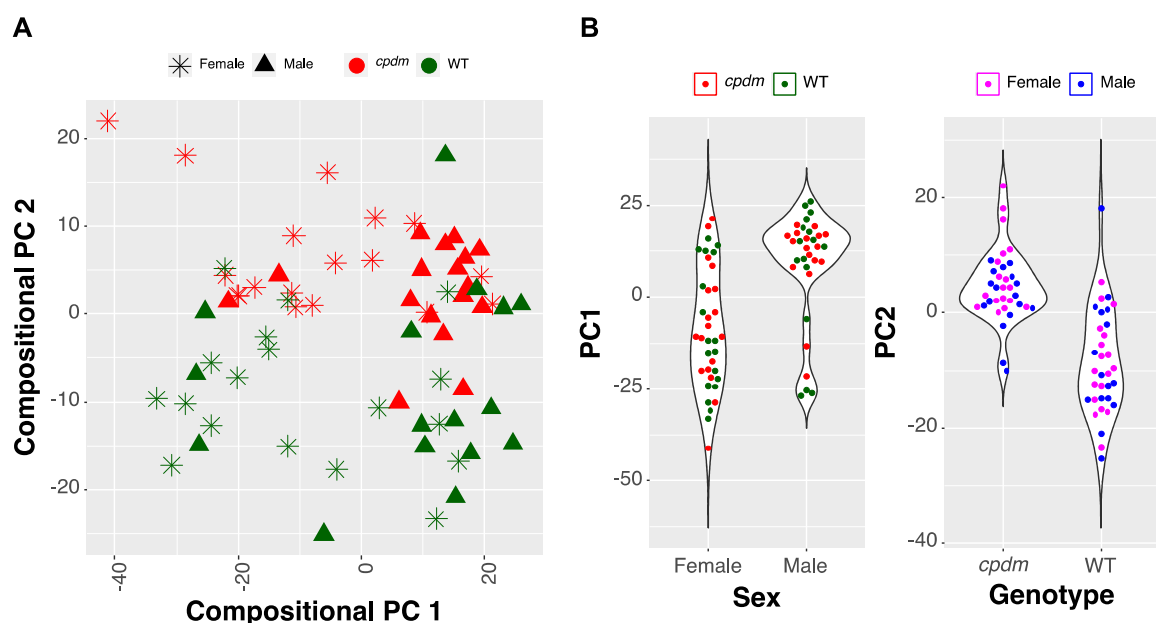 A
Female Male cpdm WT
Compositional PC 2
20
10
0
-10
-20
-40
-20
0
20
Compositional PC 1
B
cpdm WT
PC1
25
0
-25
-50
Female Male
Sex
Female Male
PC2
20
0
-20
-40
cpdm WT
Genotype